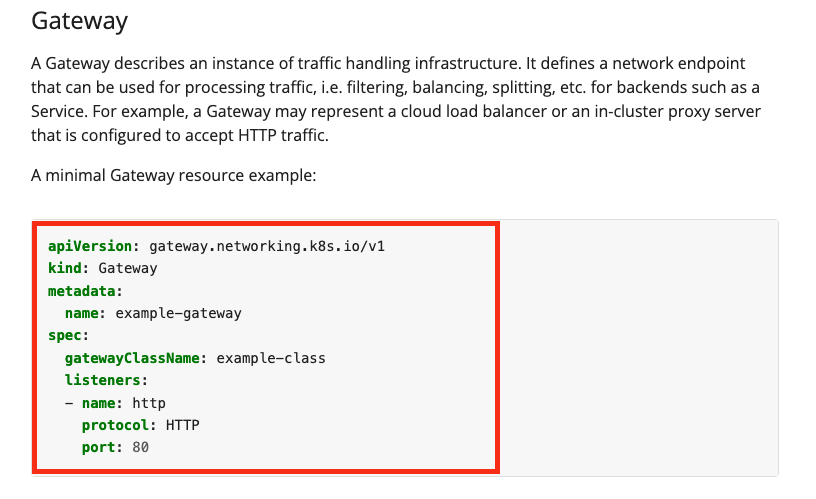 Gateway
A Gateway describes an instance of traffic handling infrastructure. It defines a network endpoint
that can be used for processing traffic, i.e. filtering, balancing, splitting, etc. for backends such as a
Service. For example, a Gateway may represent a cloud load balancer or an in-cluster proxy server
that is configured to accept HTTP traffic.
A minimal Gateway resource example:
apiVersion: gateway.networking.k8s.io/v1
kind: Gateway
metadata:
  name: example-gateway
spec:
  gatewayClassName: example-class
  listeners:
  - name: http
    protocol: HTTP
    port: 80